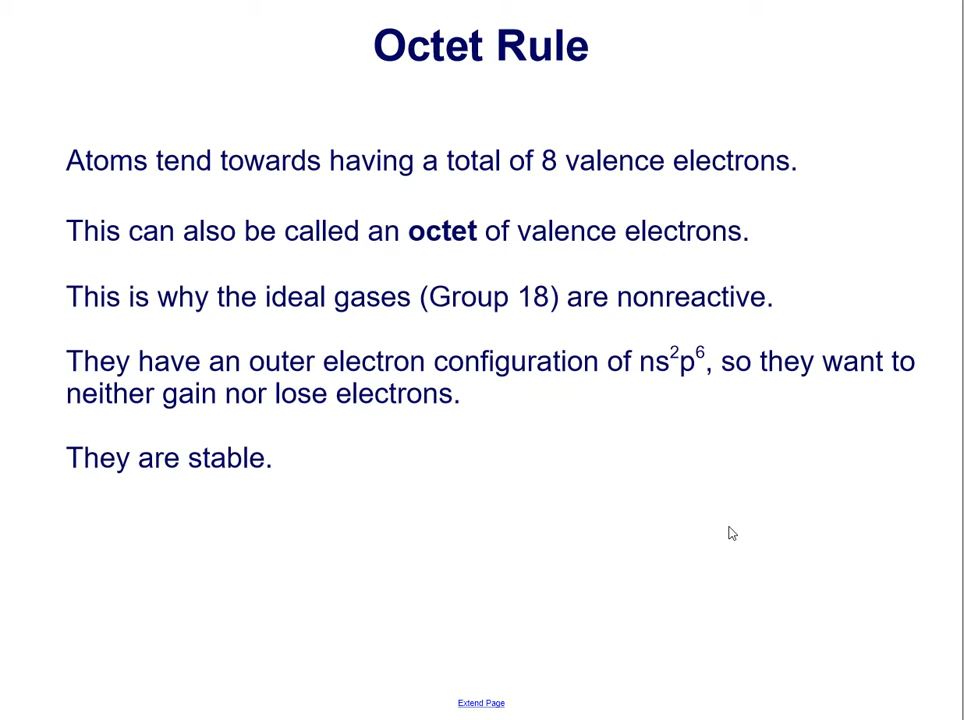 Octet Rule
Atoms tend towards having a total of 8 valence electrons.
This can also be called an octet of valence electrons.
This is why the ideal gases (Group 18) are nonreactive.
They have an outer electron configuration of ns²p⁶, so they want to
neither gain nor lose electrons.
They are stable.
Extend Page